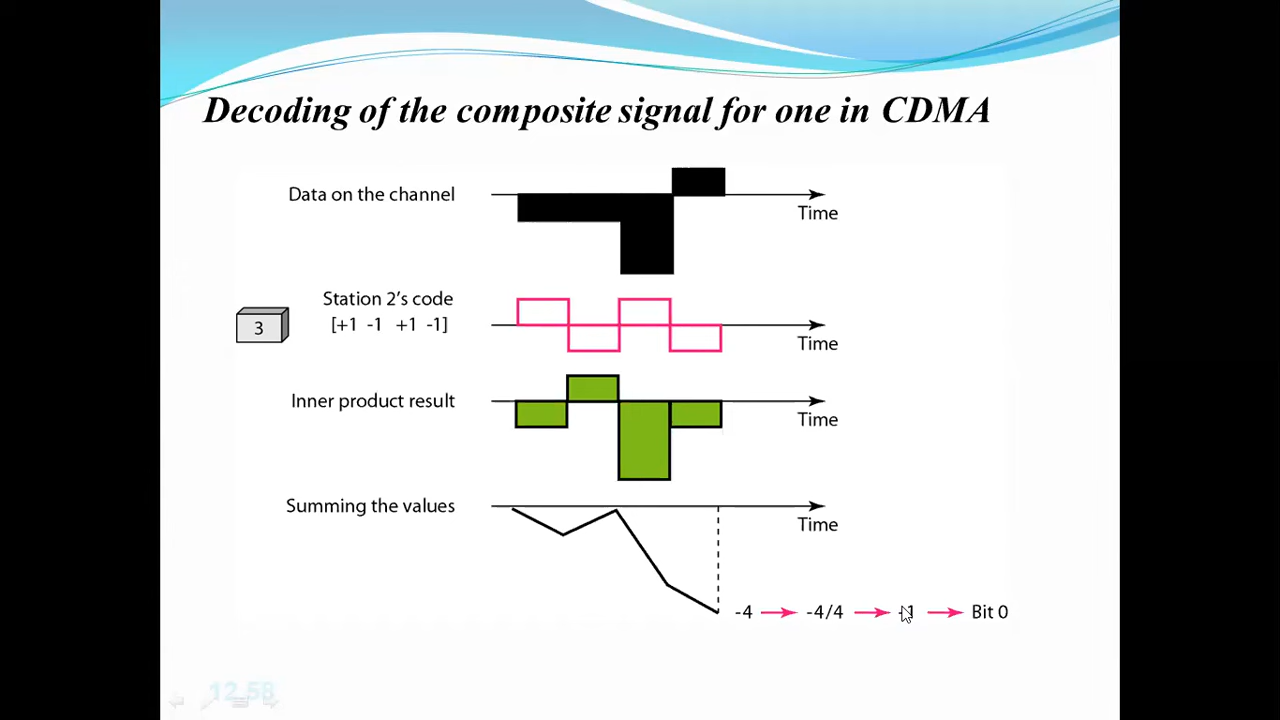 Decoding of the composite signal for one in CDMA
Data on the channel
Time
Station 2's code
[+1 -1 +1 -1]
3
Time
Inner product result
Time
Summing the values
Time
-4 -4/4 -1 Bit 0
12.58